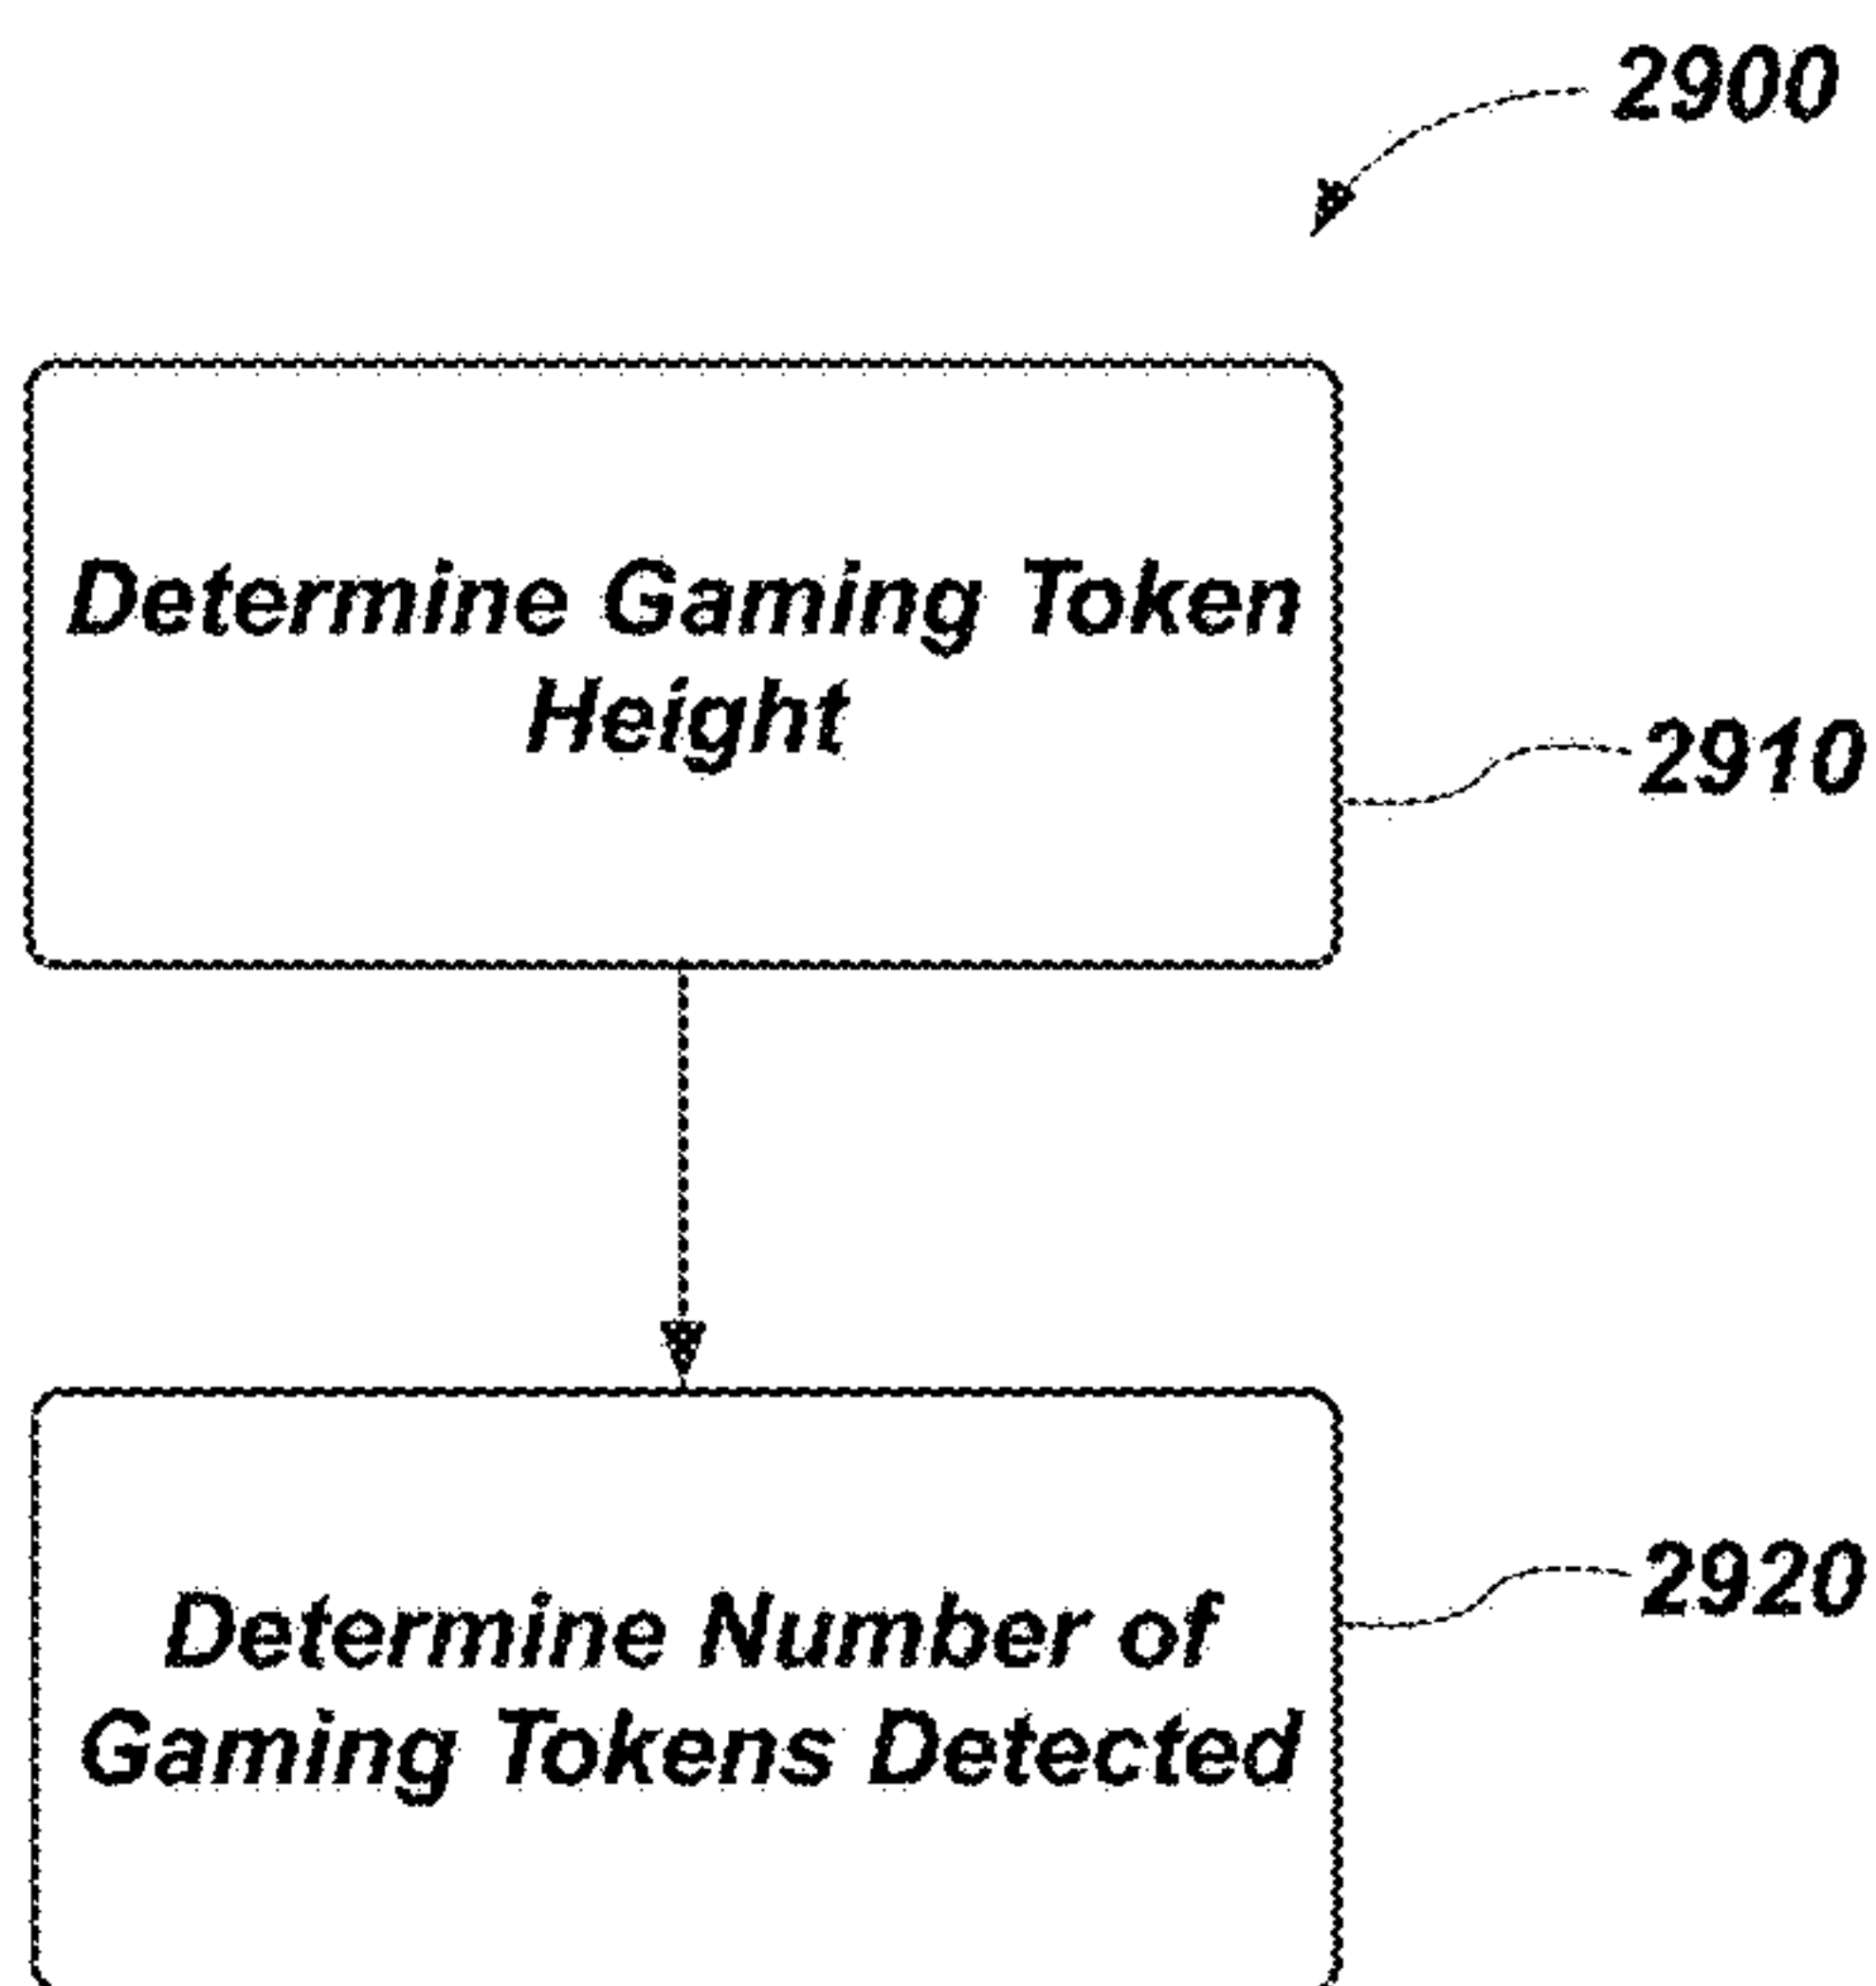 2900
Determine Gaming Token
Height
2910
Determine Number of
Gaming Tokens Detected
2920